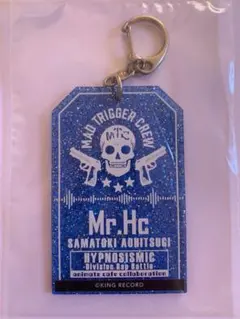 MAD TRIGGER CREW
MTC
Mr.Hc
SAMATOKI AOHITSUGI
HYPNOSISMIC
-Division Rap Battle-
animate cafe collaboration
©KING RECORD